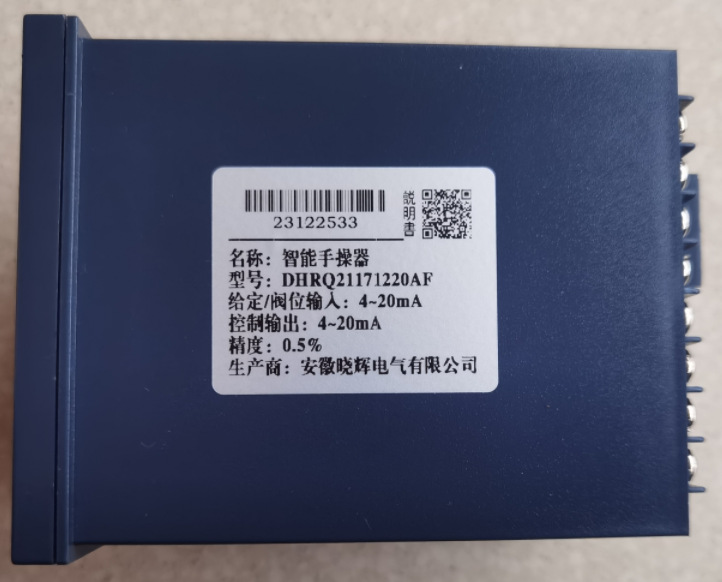 23122533
説明書
名称：智能手操器
型号：DHRQ21171220AF
给定/阀位输入：4~20mA
控制输出：4~20mA
精度：0.5%
生产商：安徽晓辉电气有限公司